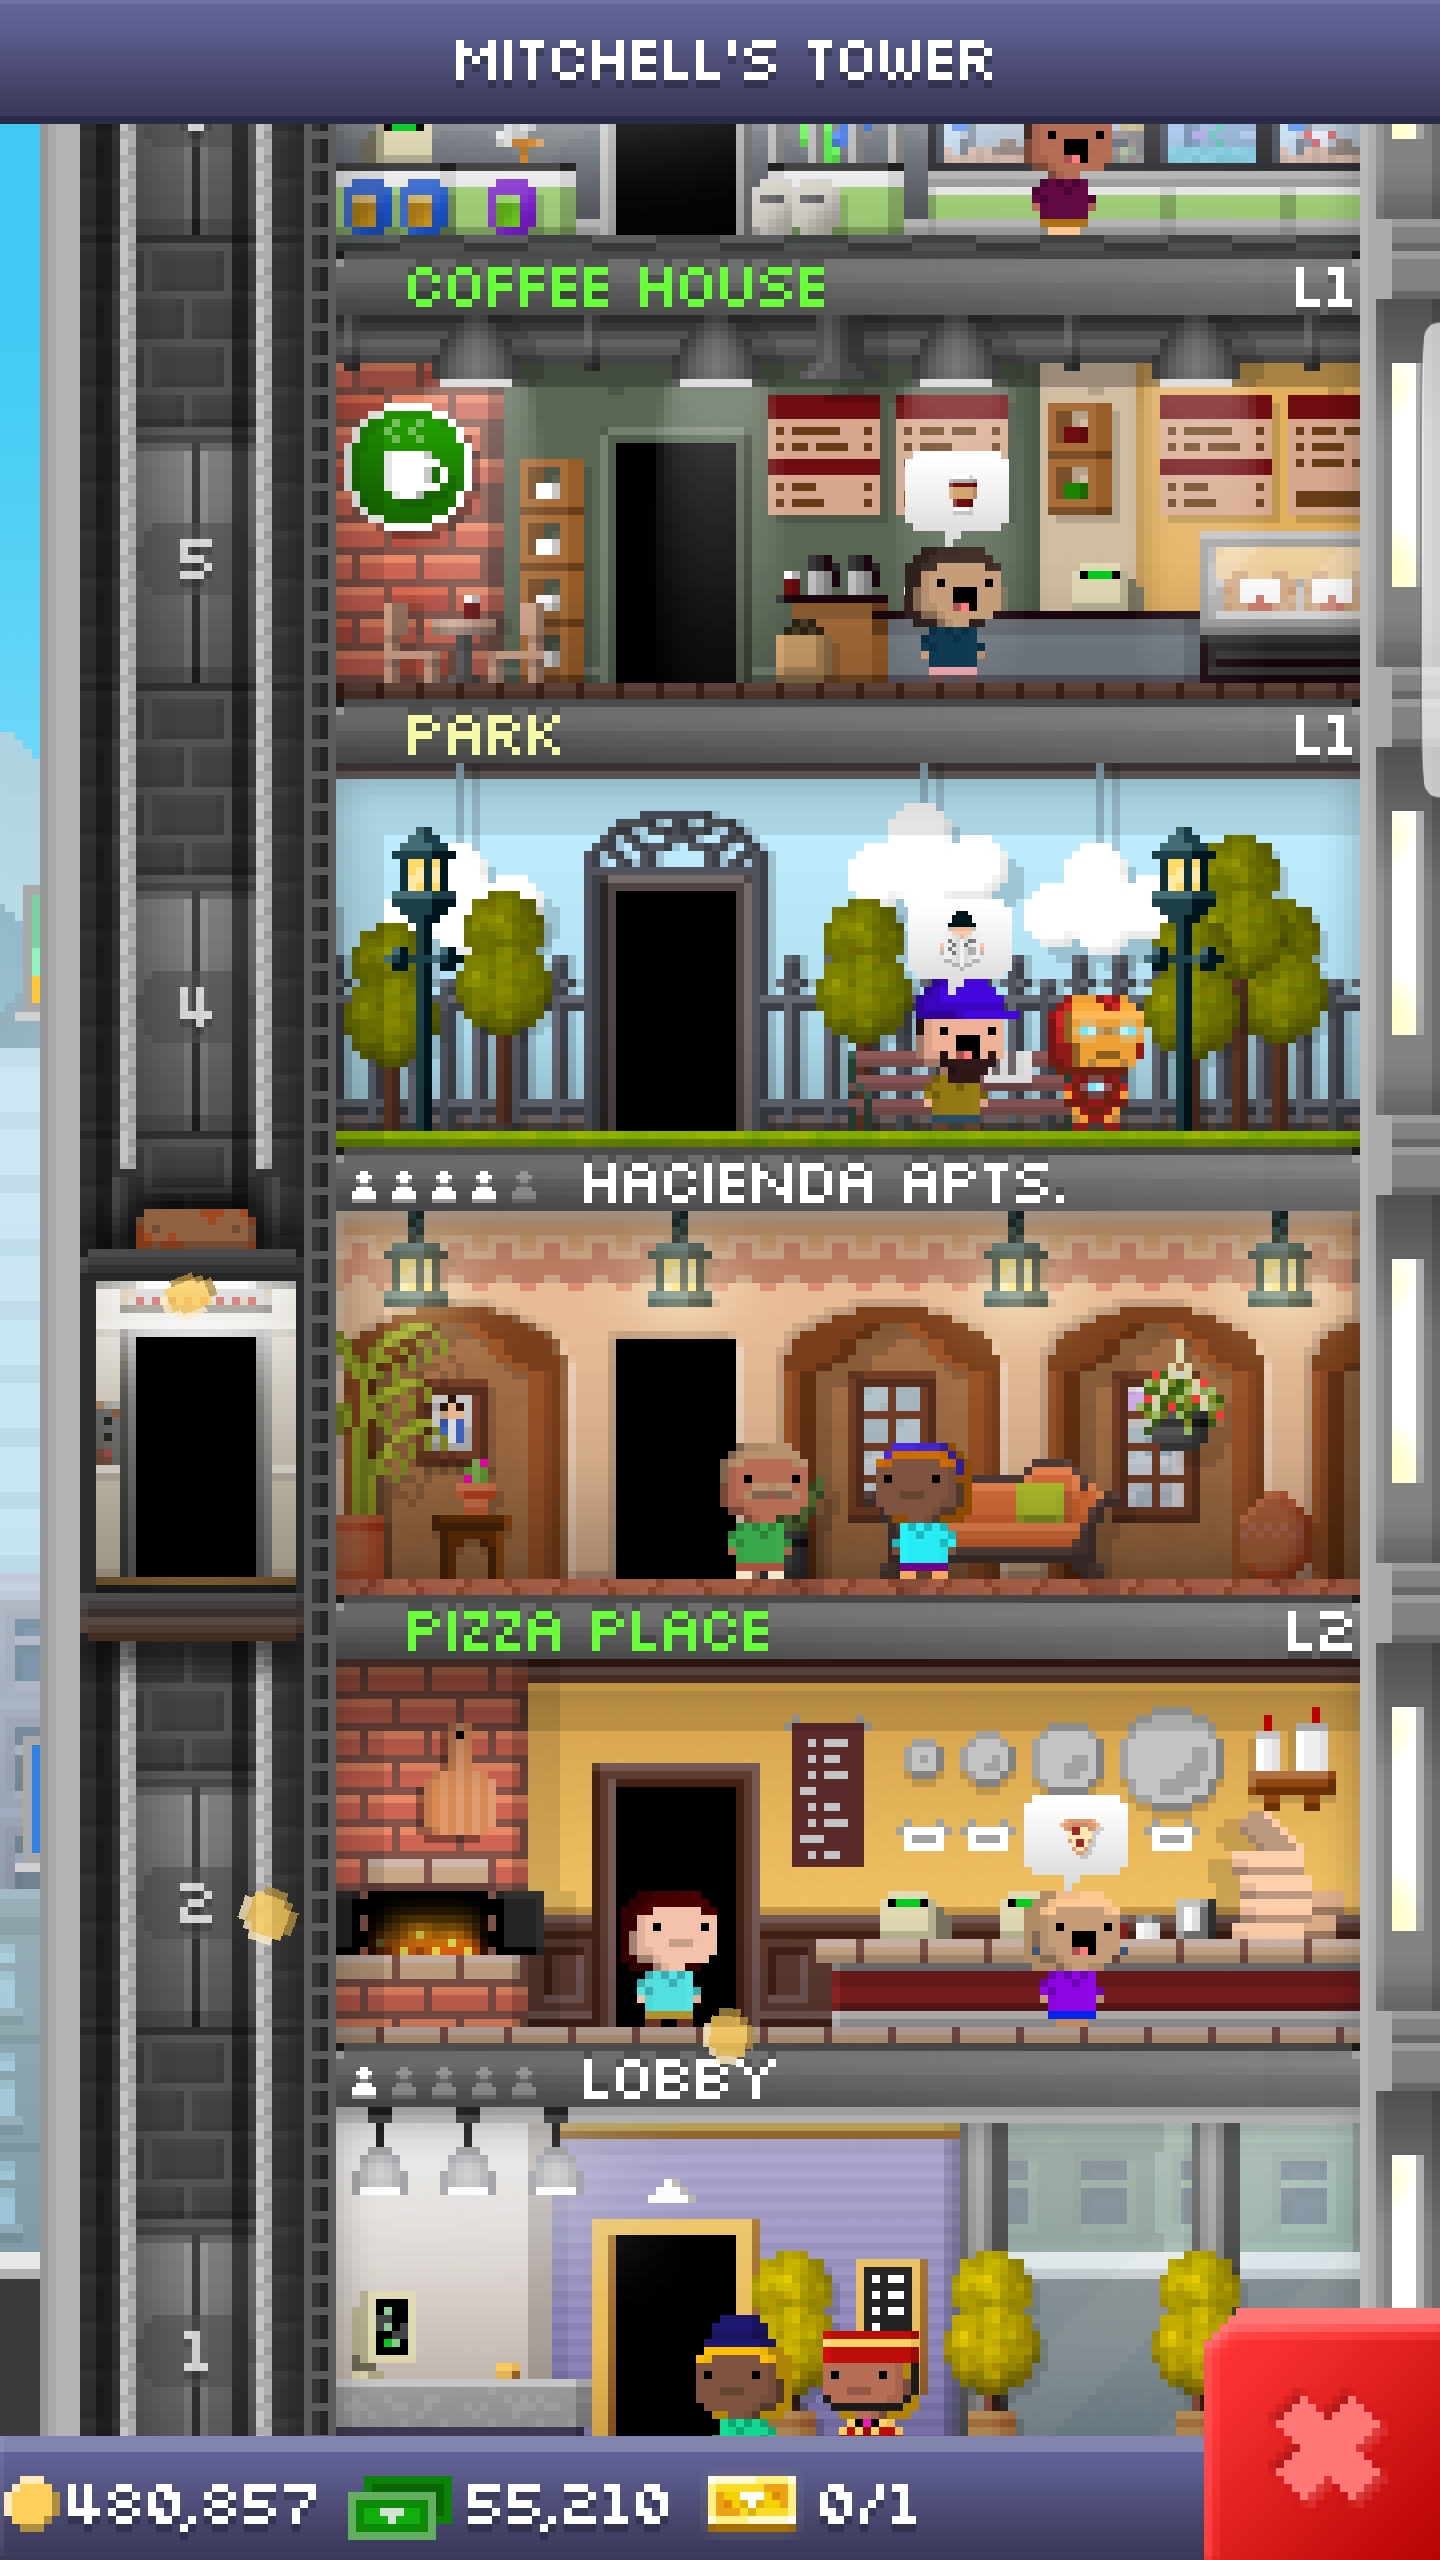 MITCHELL'S TOWER
COFFEE HOUSE L1
5
PARK L1
4
HACIENDA APTS.
PIZZA PLACE L2
2
LOBBY
1
480,857 55,210 0/1